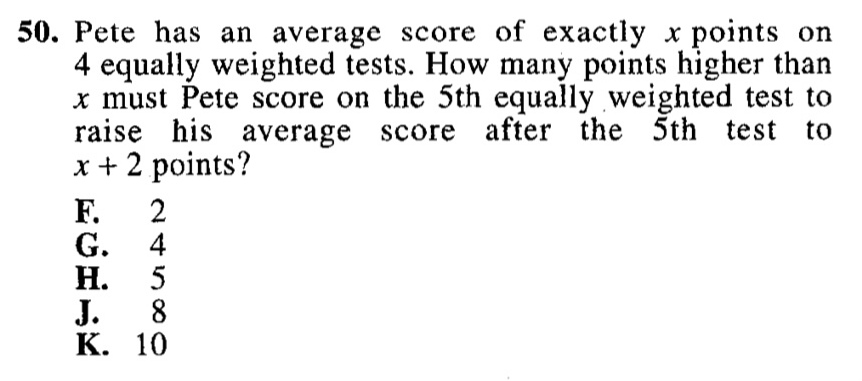 50. Pete has an average score of exactly x points on
4 equally weighted tests. How many points higher than
x must Pete score on the 5th equally weighted test to
raise his average score after the 5th test to
x + 2 points?
F. 2
G. 4
H. 5
J. 8
K. 10